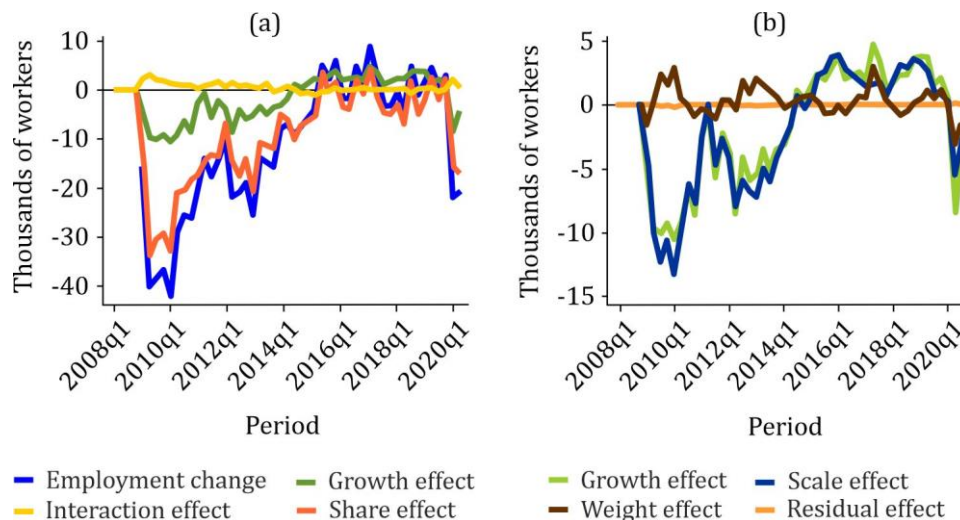 (a)
Thousands of workers
10
0
-10
-20
-30
-40
2008q1
2010q1
2012q1
2014q1
2016q1
2018q1
2020q1
Period
Employment change
Growth effect
Interaction effect
Share effect
(b)
Thousands of workers
5
0
-5
-10
-15
2008q1
2010q1
2012q1
2014q1
2016q1
2018q1
2020q1
Period
Growth effect
Scale effect
Weight effect
Residual effect